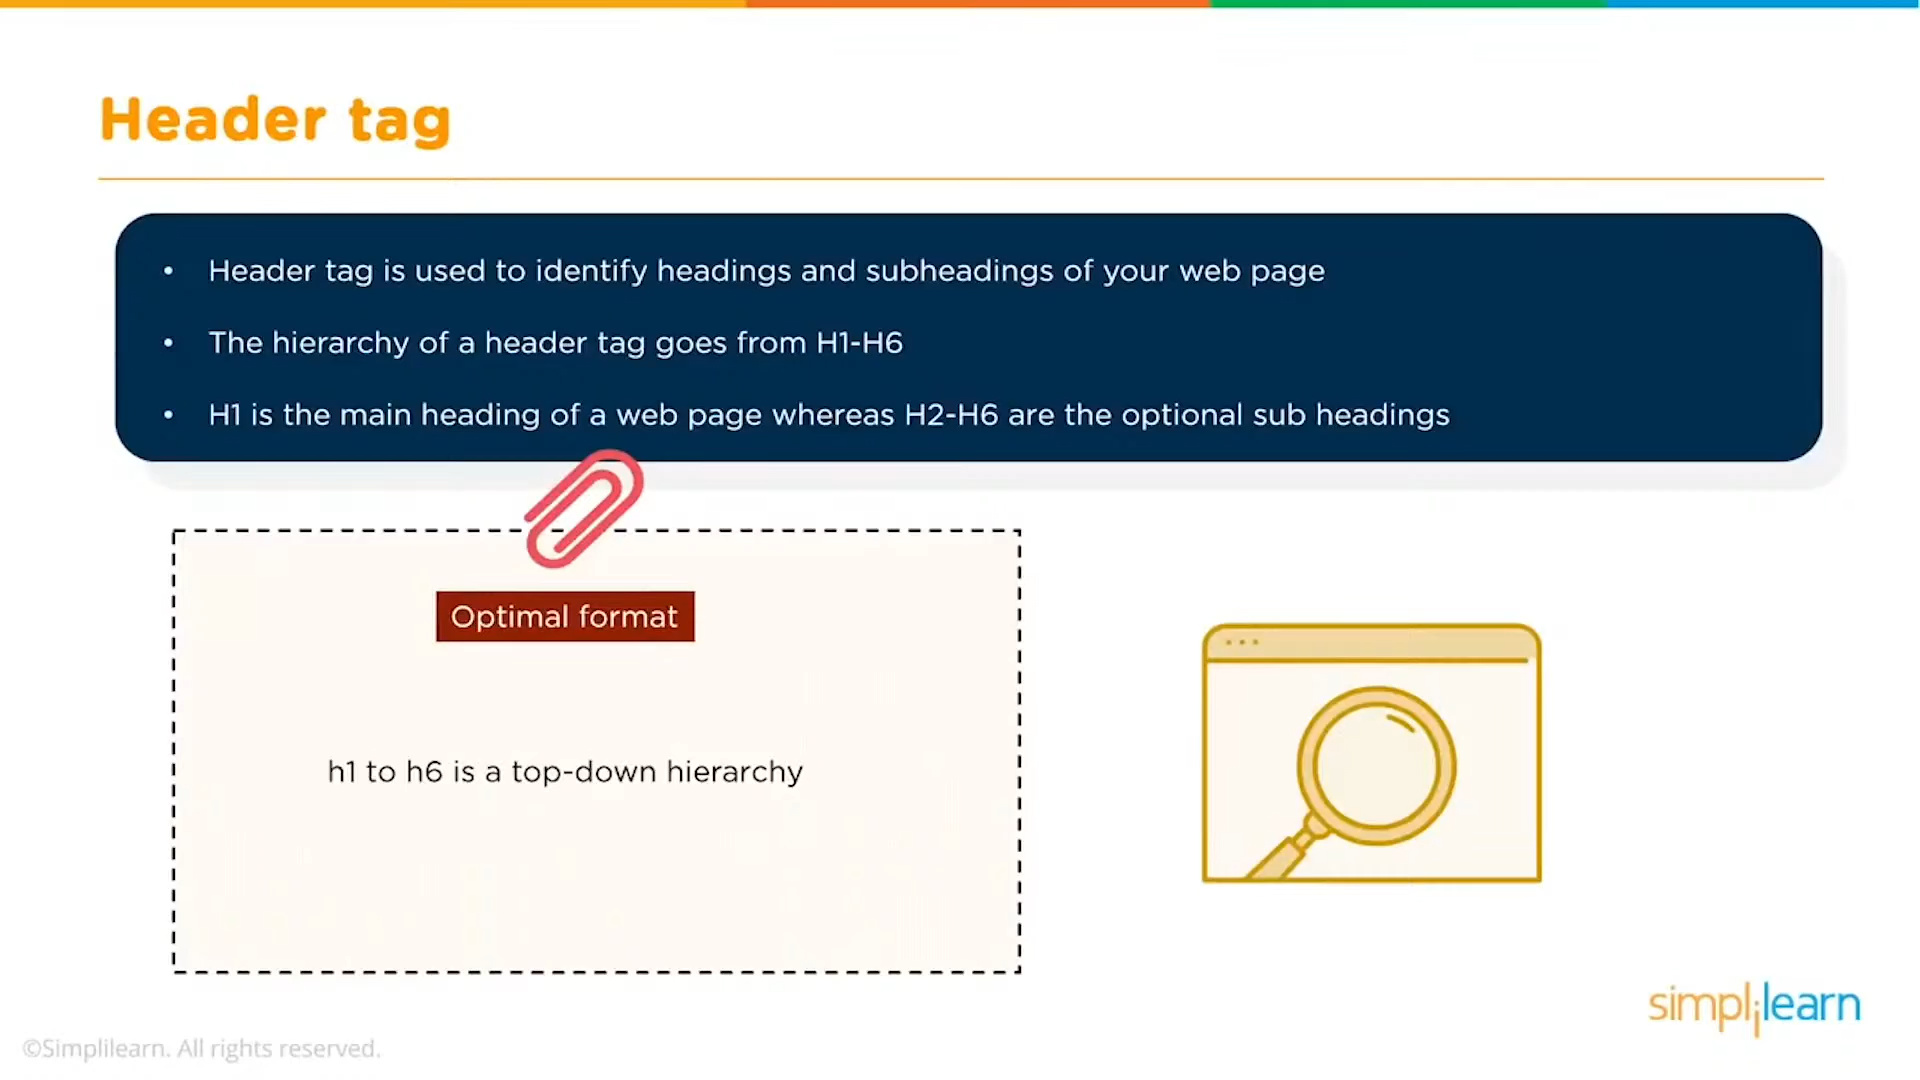 Header tag
• Header tag is used to identify headings and subheadings of your web page
• The hierarchy of a header tag goes from H1-H6
• H1 is the main heading of a web page whereas H2-H6 are the optional sub headings
Optimal format
h1 to h6 is a top-down hierarchy
simplilearn
©Simplilearn. All rights reserved.